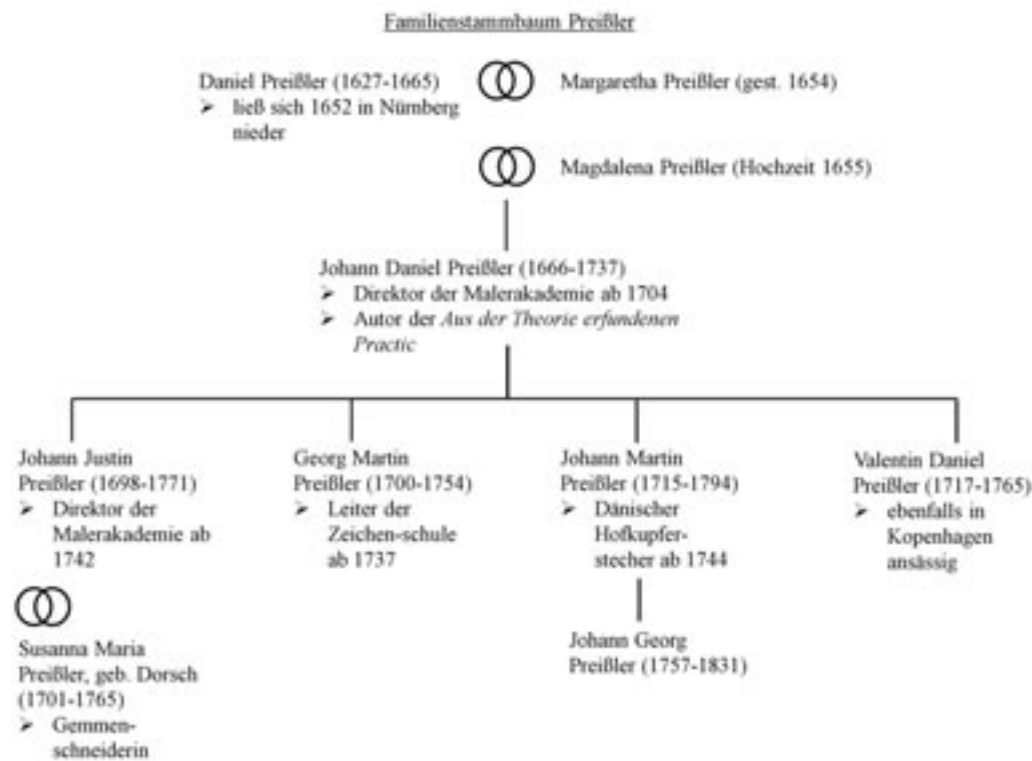 Familienstammbaum Preißler
Daniel Preißler (1627-1665)
➢ ließ sich 1652 in Nürnberg
nieder
Margaretha Preißler (gest. 1654)
Magdalena Preißler (Hochzeit 1655)
Johann Daniel Preißler (1666-1737)
➢ Direktor der Malerakademie ab 1704
➢ Autor der Aus der Theorie erfundenen
Practic
Johann Justin
Preißler (1698-1771)
➢ Direktor der
Malerakademie ab
1742
Susanna Maria
Preißler, geb. Dorsch
(1701-1765)
➢ Gemmen-
schneiderin
Georg Martin
Preißler (1700-1754)
➢ Leiter der
Zeichen-schule
ab 1737
Johann Martin
Preißler (1715-1794)
➢ Dänischer
Hofkupfer-
stecher ab 1744
Johann Georg
Preißler (1757-1831)
Valentin Daniel
Preißler (1717-1765)
➢ ebenfalls in
Kopenhagen
ansässig